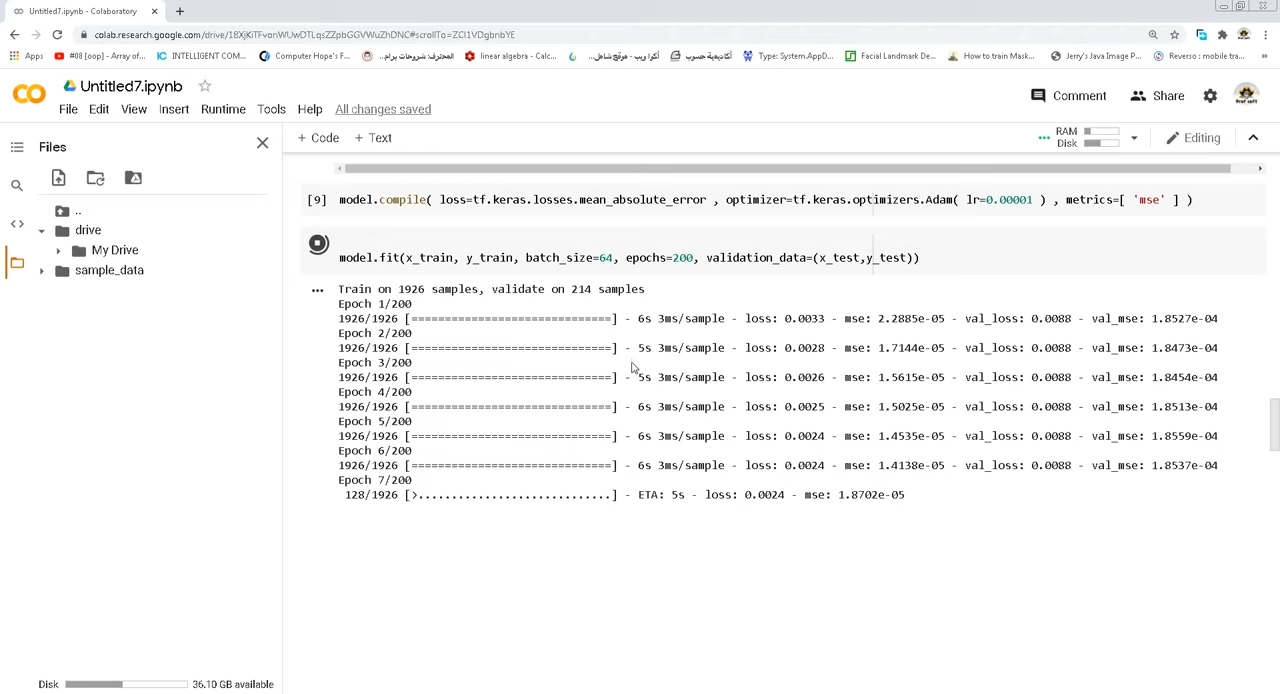 Untitled7.ipynb - Colaboratory
colab.research.google.com/drive/18XjKiTFvonWUwDTLqsZZpbGGVWuZhDNC#scrollTo=ZCI1VDgbnbYE
Apps #08 [oop] - Array of... INTELLIGENT COM... Computer Hope's F... المحترف: شروحات برام... linear algebra - Calc... أكرا ريب - موقع شامل... أكاديمية حسوب Type: System.AppD... Facial Landmark De... How to train Mask... Jerry's Java Image P... Reverso : mobile tra...
Untitled7.ipynb
Comment Share
File Edit View Insert Runtime Tools Help All changes saved
Files
+ Code + Text
RAM
Disk
Editing
..
drive
My Drive
sample_data
[9] model.compile( loss=tf.keras.losses.mean_absolute_error , optimizer=tf.keras.optimizers.Adam( lr=0.00001 ) , metrics=[ 'mse' ] )
model.fit(x_train, y_train, batch_size=64, epochs=200, validation_data=(x_test,y_test))
Train on 1926 samples, validate on 214 samples
Epoch 1/200
1926/1926 [==============================] - 6s 3ms/sample - loss: 0.0033 - mse: 2.2885e-05 - val_loss: 0.0088 - val_mse: 1.8527e-04
Epoch 2/200
1926/1926 [==============================] - 5s 3ms/sample - loss: 0.0028 - mse: 1.7144e-05 - val_loss: 0.0088 - val_mse: 1.8473e-04
Epoch 3/200
1926/1926 [==============================] - 5s 3ms/sample - loss: 0.0026 - mse: 1.5615e-05 - val_loss: 0.0088 - val_mse: 1.8454e-04
Epoch 4/200
1926/1926 [==============================] - 6s 3ms/sample - loss: 0.0025 - mse: 1.5025e-05 - val_loss: 0.0088 - val_mse: 1.8513e-04
Epoch 5/200
1926/1926 [==============================] - 6s 3ms/sample - loss: 0.0024 - mse: 1.4535e-05 - val_loss: 0.0088 - val_mse: 1.8559e-04
Epoch 6/200
1926/1926 [==============================] - 6s 3ms/sample - loss: 0.0024 - mse: 1.4138e-05 - val_loss: 0.0088 - val_mse: 1.8537e-04
Epoch 7/200
128/1926 [>.............................] - ETA: 5s - loss: 0.0024 - mse: 1.8702e-05
Disk 36.10 GB available